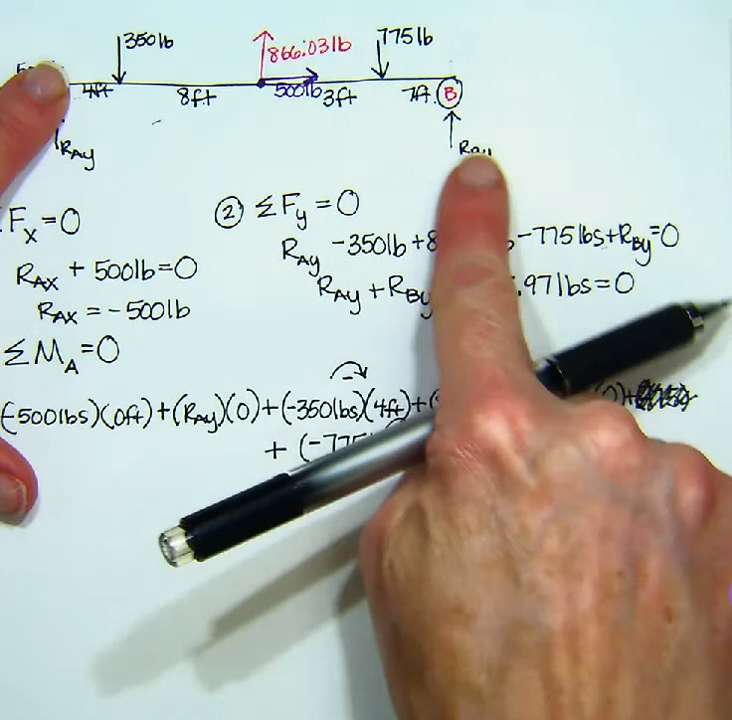 350lb 866.03lb 775lb
4ft 8ft 500lb 3ft 7ft B
RAY
Fx=0 ② ΣFy=0
RAY -350lb+8 -775lbs+RBy=0
RAX + 500lb=0
RAY + RBy .97lbs=0
RAX = -500lb
ΣMA=0
(-500lbs)(0ft)+(RAY)(0)+(-350lbs)(4ft)+
+ (-775